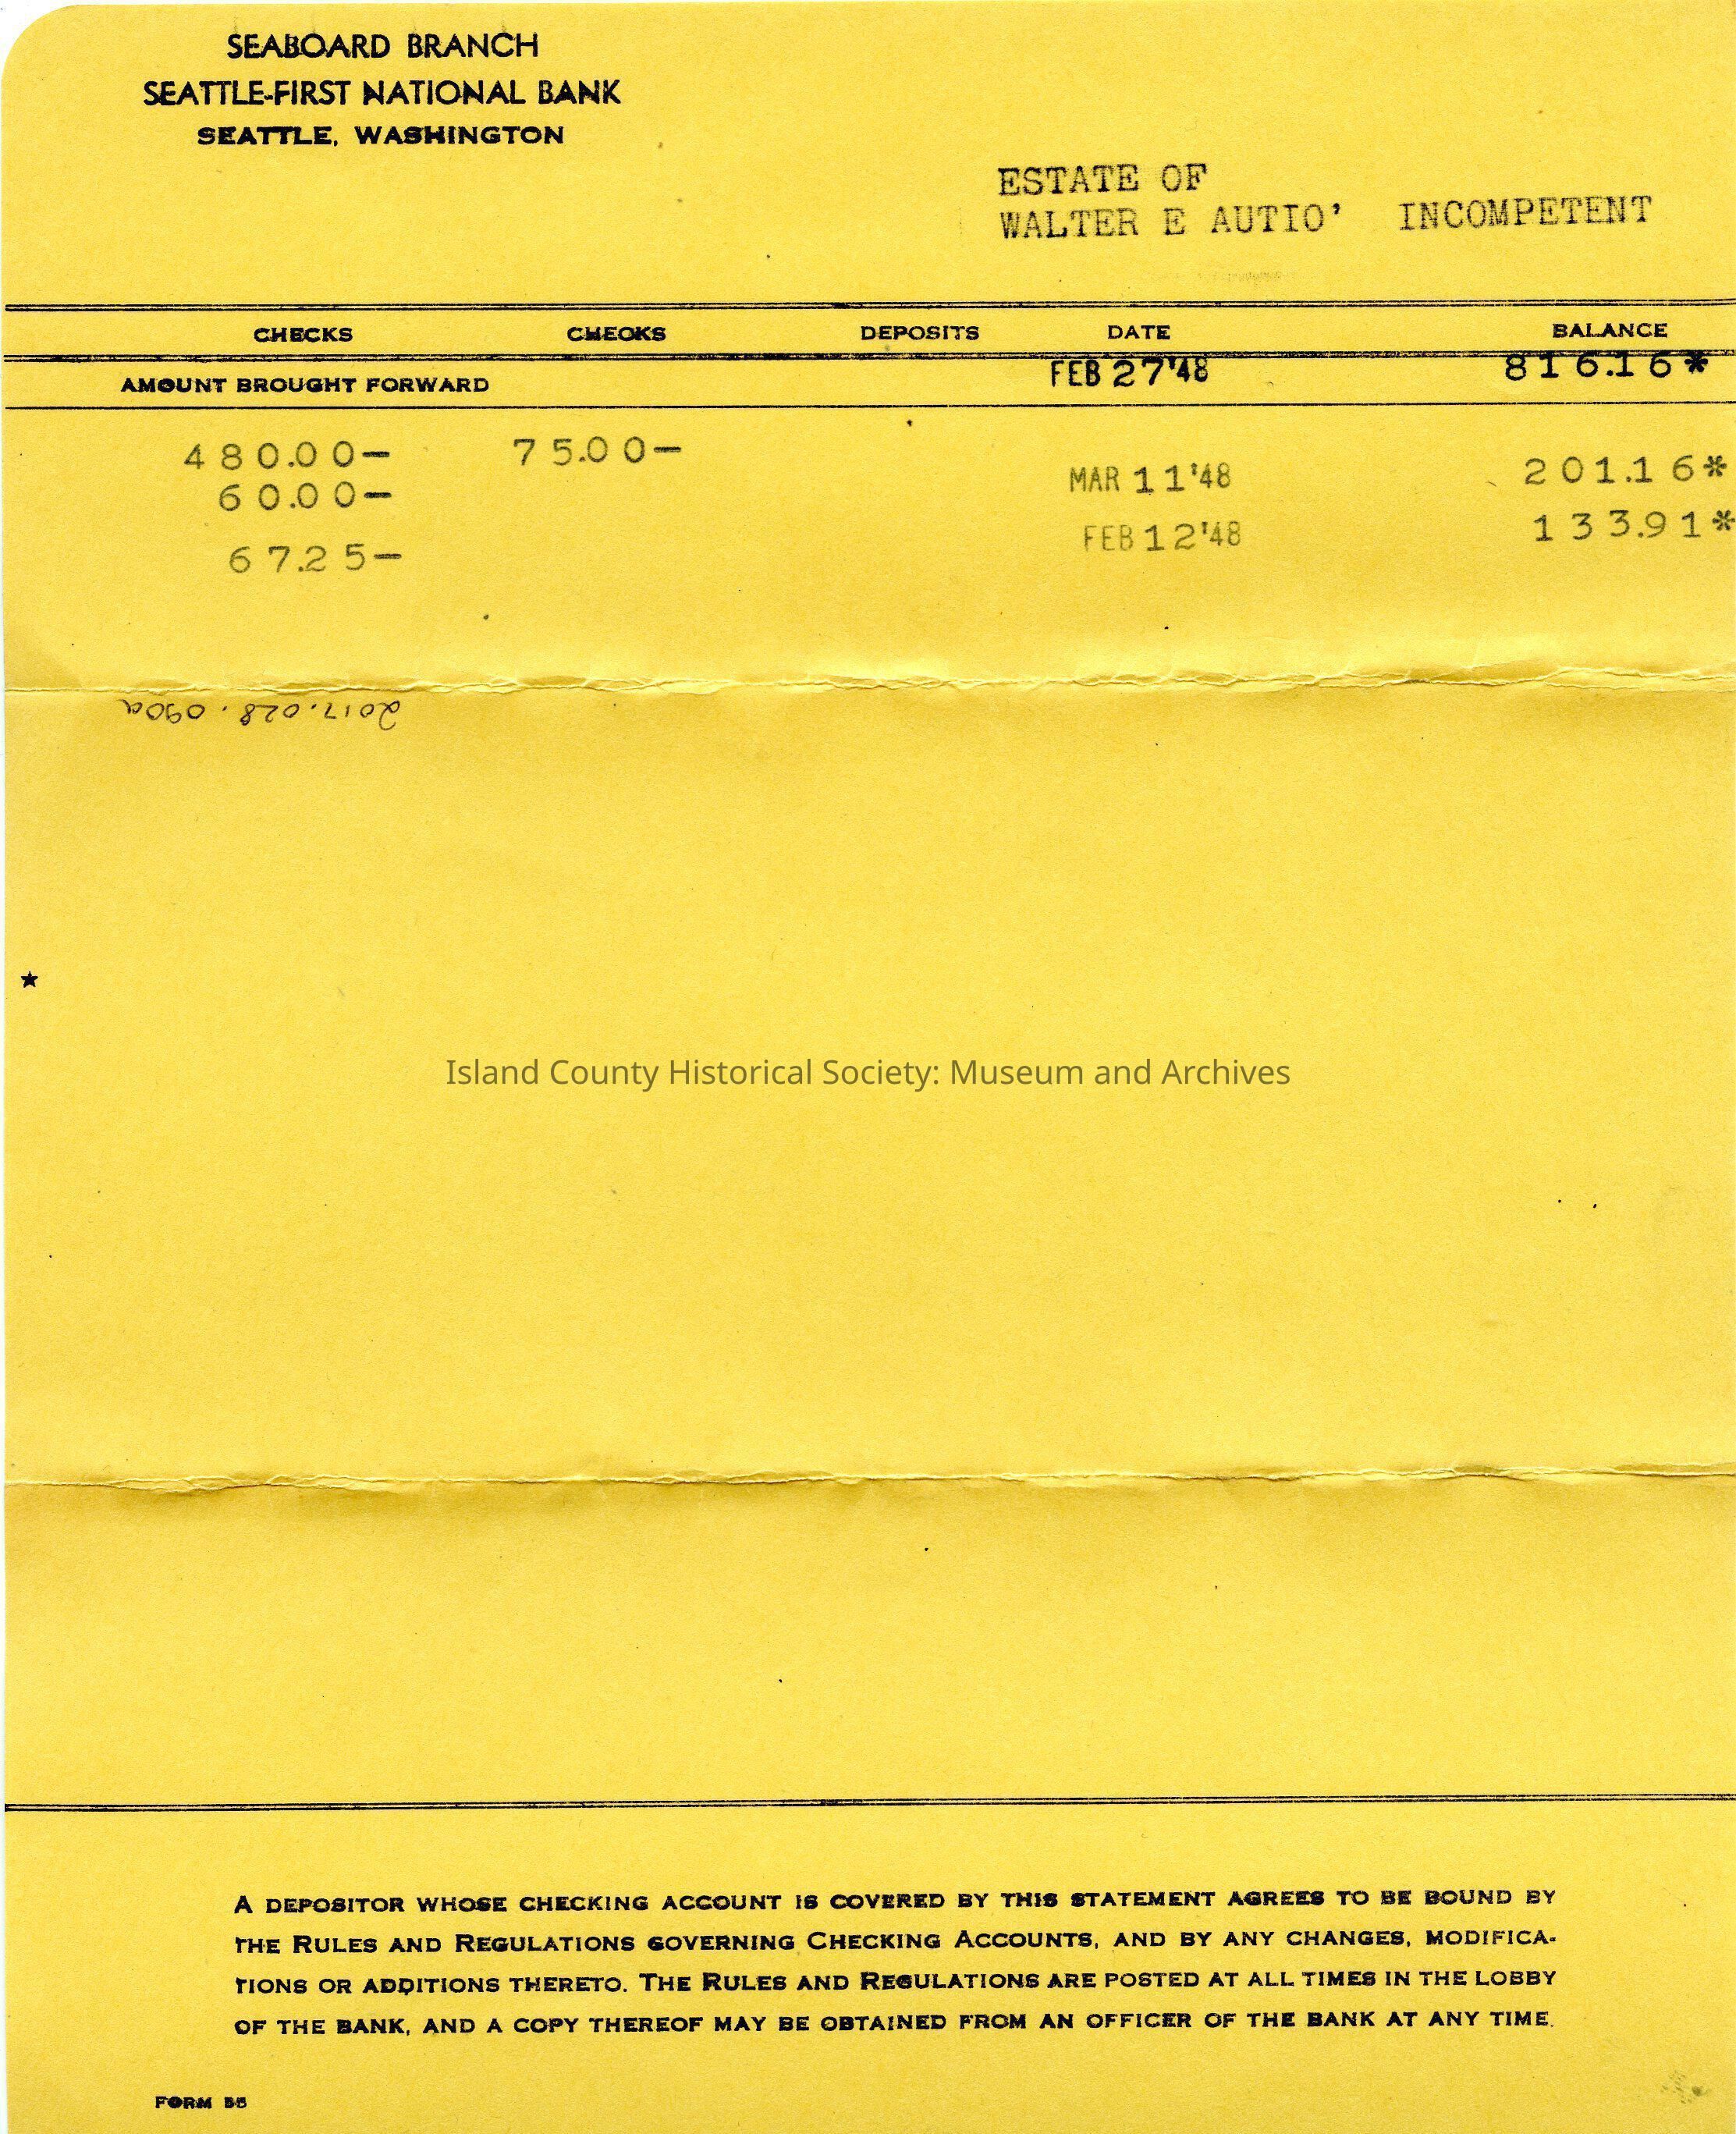 SEABOARD BRANCH
SEATTLE-FIRST NATIONAL BANK
SEATTLE, WASHINGTON
ESTATE OF
WALTER E AUTIO' INCOMPETENT
CHECKS CHECKS DEPOSITS DATE BALANCE
AMOUNT BROUGHT FORWARD FEB 27'48 816.16*
480.00- 75.00-
60.00- MAR 11'48 201.16*
67.25- FEB 12'48 133.91*
2017.028.090a
★
Island County Historical Society: Museum and Archives
A DEPOSITOR WHOSE CHECKING ACCOUNT IS COVERED BY THIS STATEMENT AGREES TO BE BOUND BY
THE RULES AND REGULATIONS GOVERNING CHECKING ACCOUNTS, AND BY ANY CHANGES, MODIFICA-
TIONS OR ADDITIONS THERETO. THE RULES AND REGULATIONS ARE POSTED AT ALL TIMES IN THE LOBBY
OF THE BANK, AND A COPY THEREOF MAY BE OBTAINED FROM AN OFFICER OF THE BANK AT ANY TIME.
FORM